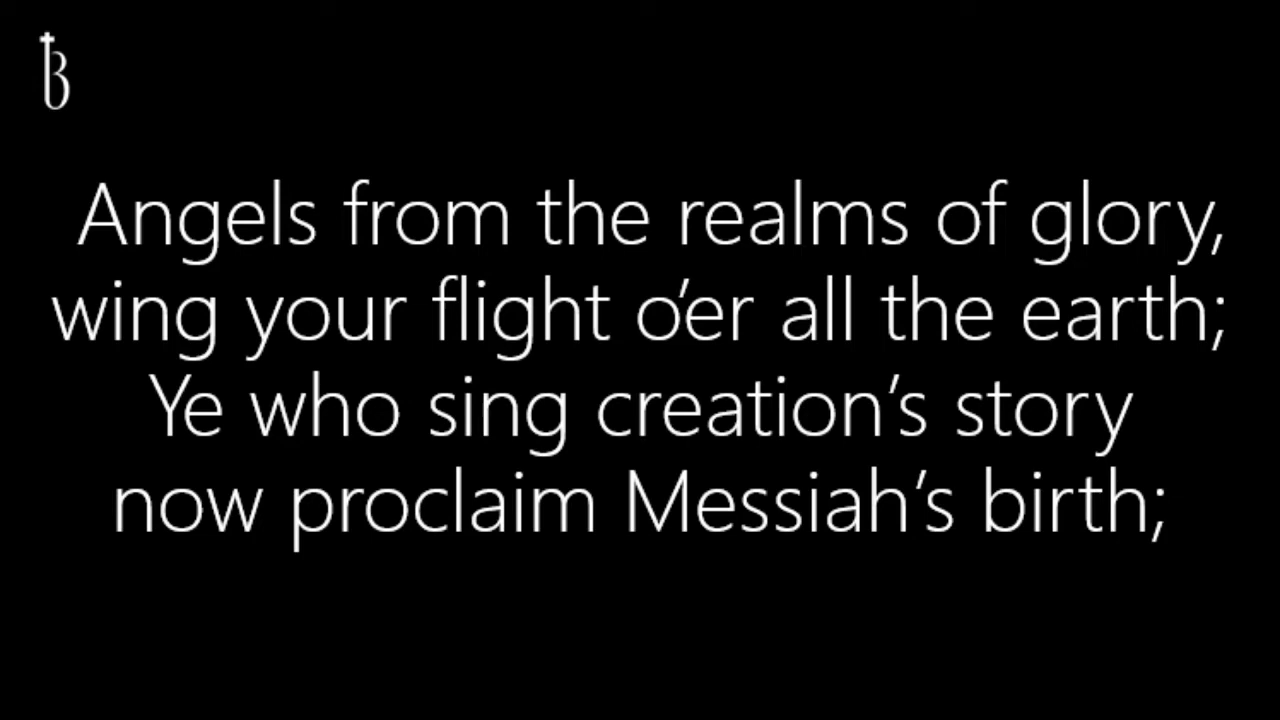 B
Angels from the realms of glory,
wing your flight o’er all the earth;
Ye who sing creation’s story
now proclaim Messiah’s birth;